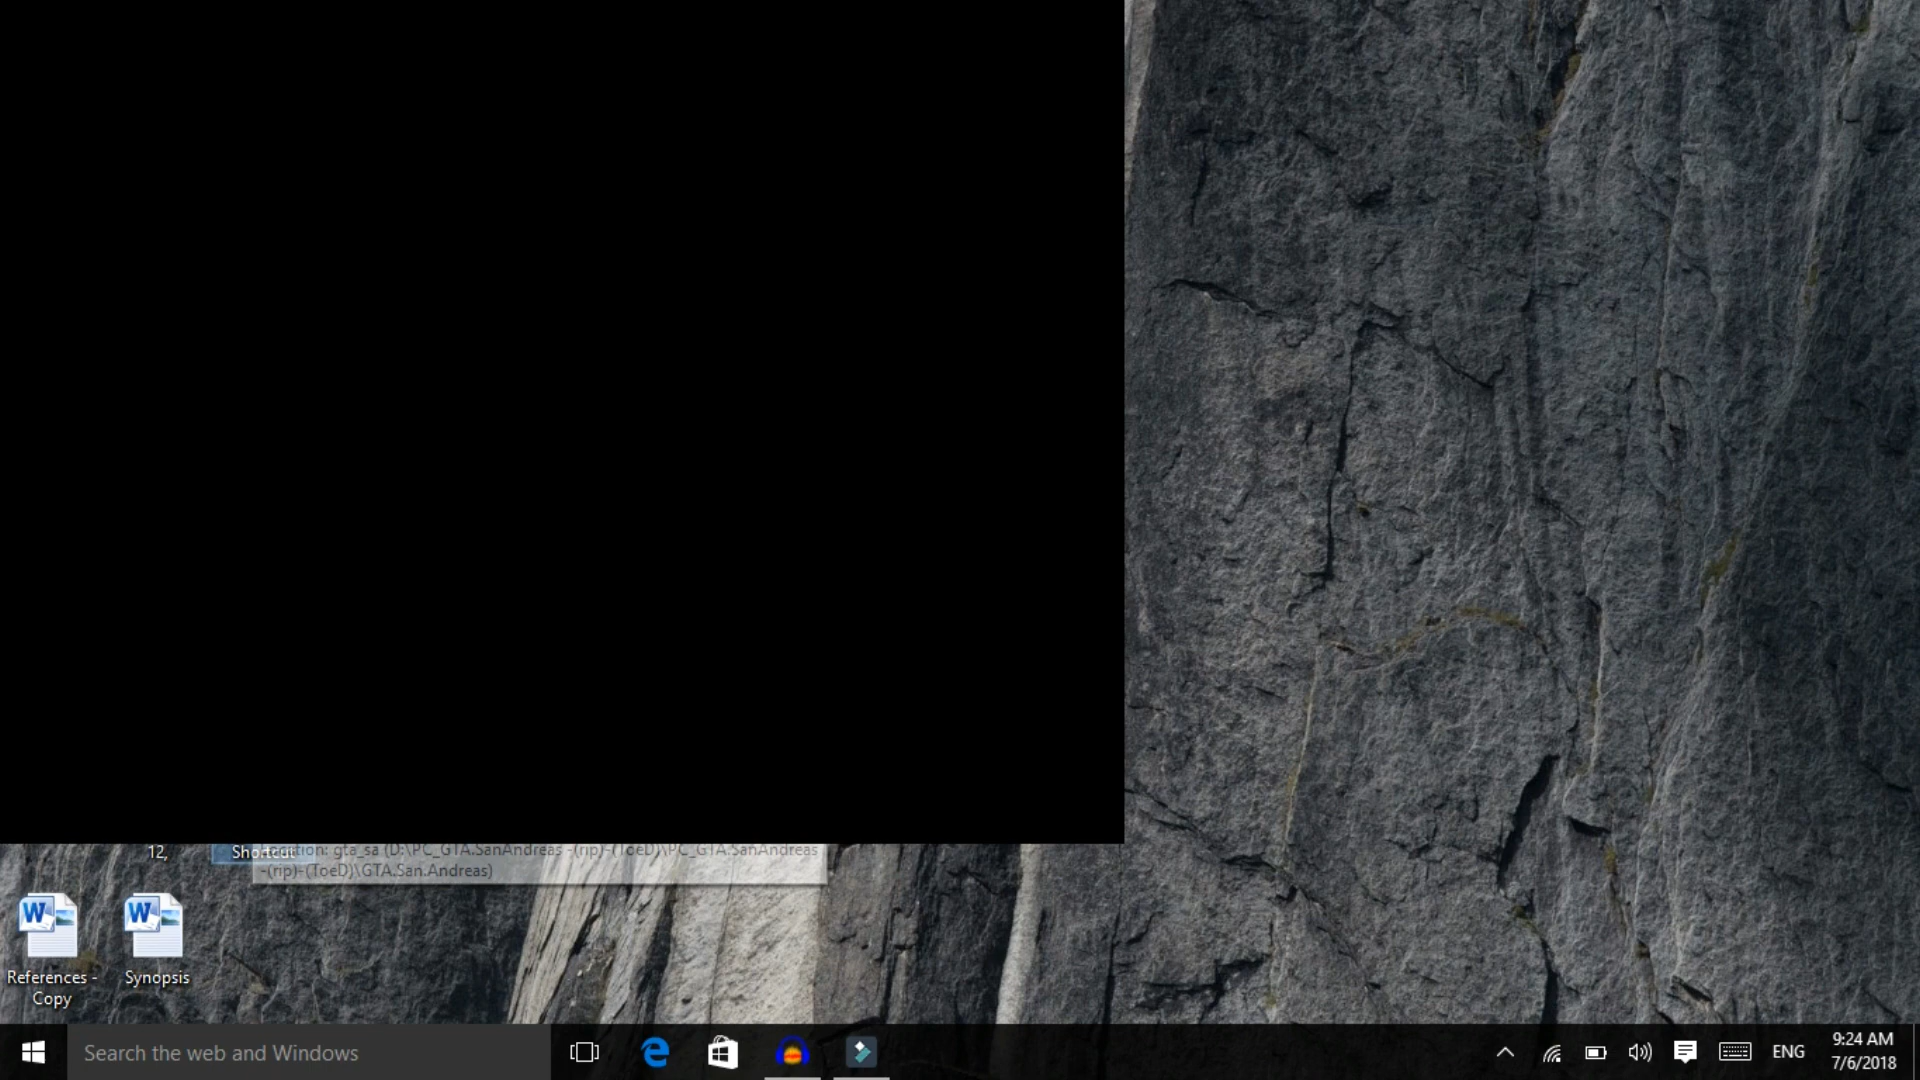 12,
Shortcut
Location: gta_sa (D:\PC_GTA.SanAndreas -(rip)-(ToeD)\PC_GTA.SanAndreas
-(rip)-(ToeD)\GTA.San.Andreas)
References -
Copy
Synopsis
Search the web and Windows
ENG
9:24 AM
7/6/2018